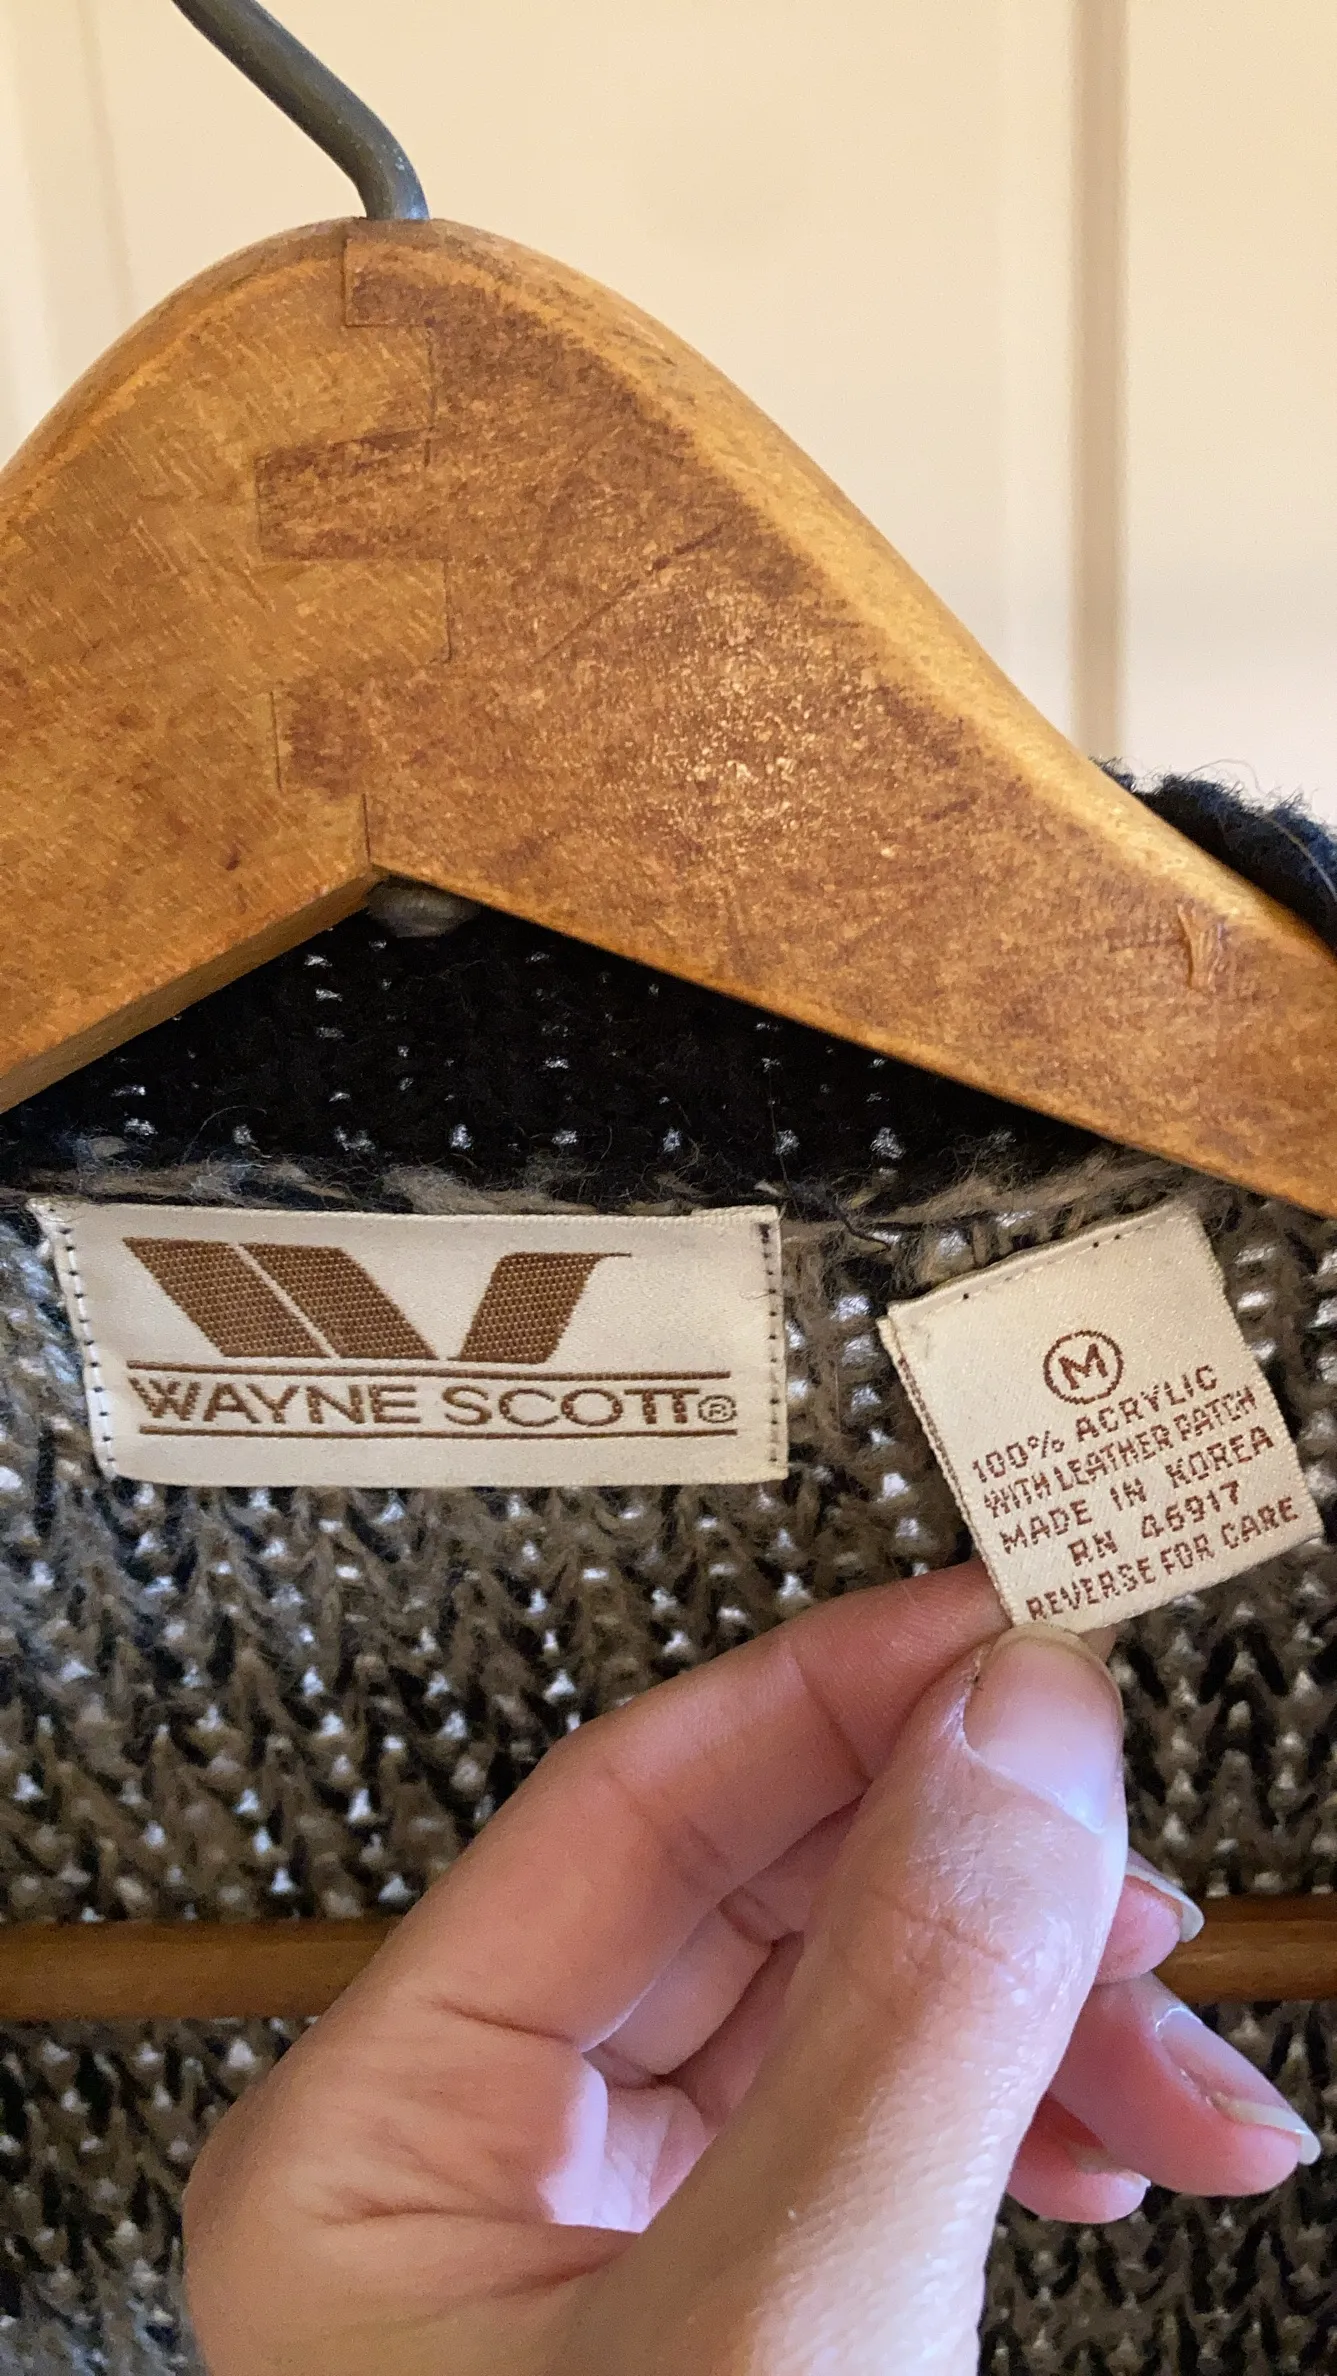 W
WAYNE SCOTT®
M
100% ACRYLIC
WITH LEATHER PATCH
MADE IN KOREA
RN 46917
REVERSE FOR CARE